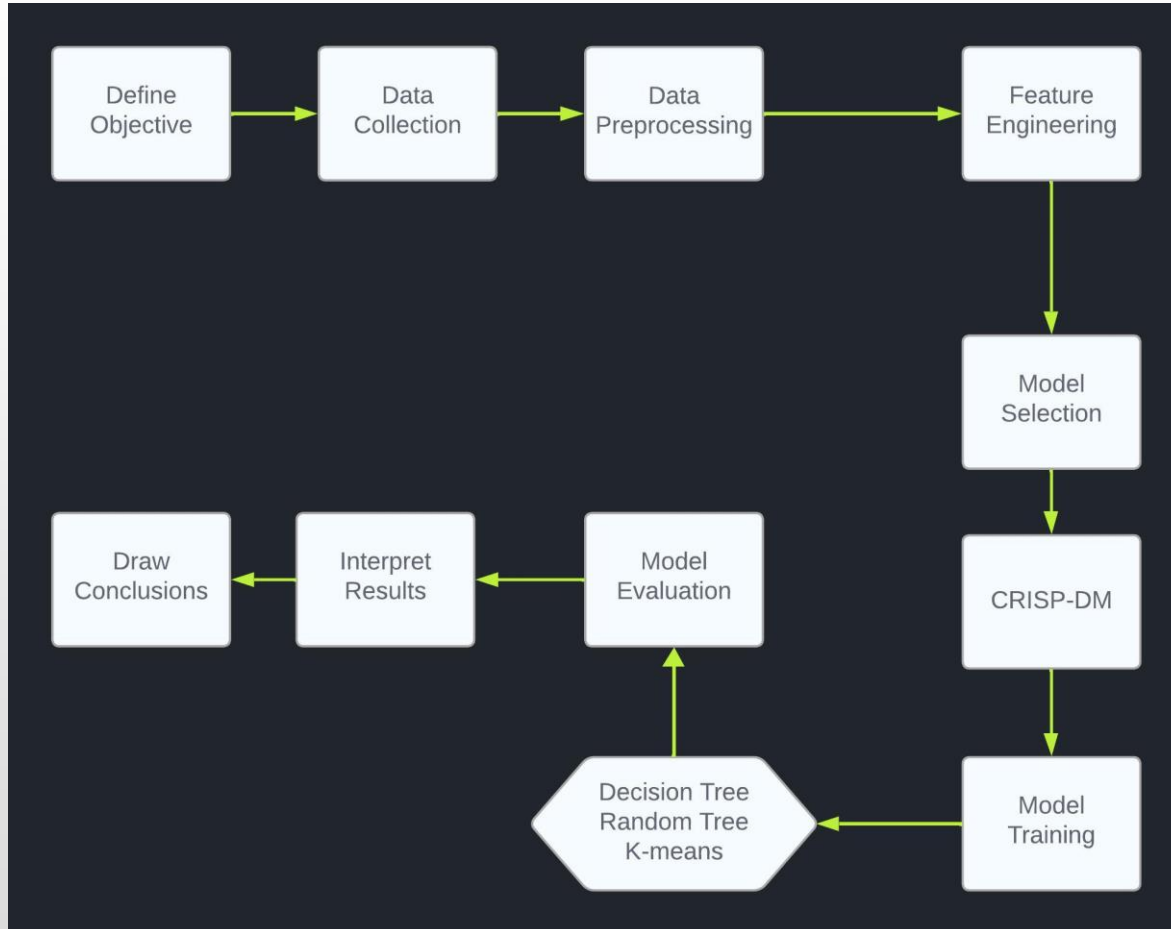 Define
Objective
Data
Collection
Data
Preprocessing
Feature
Engineering
Model
Selection
CRISP-DM
Model
Training
Decision Tree
Random Tree
K-means
Model
Evaluation
Interpret
Results
Draw
Conclusions